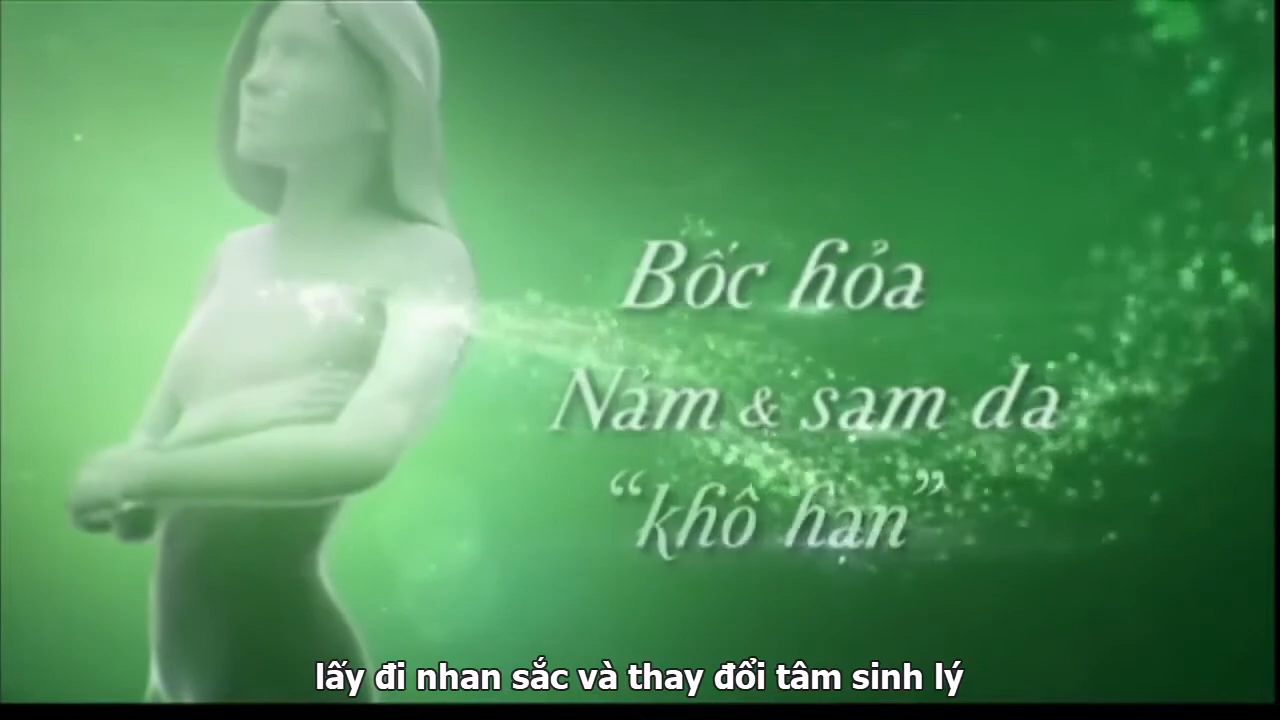 Bốc hỏa
Nám & sạm da
“khô hạn”
lấy đi nhan sắc và thay đổi tâm sinh lý